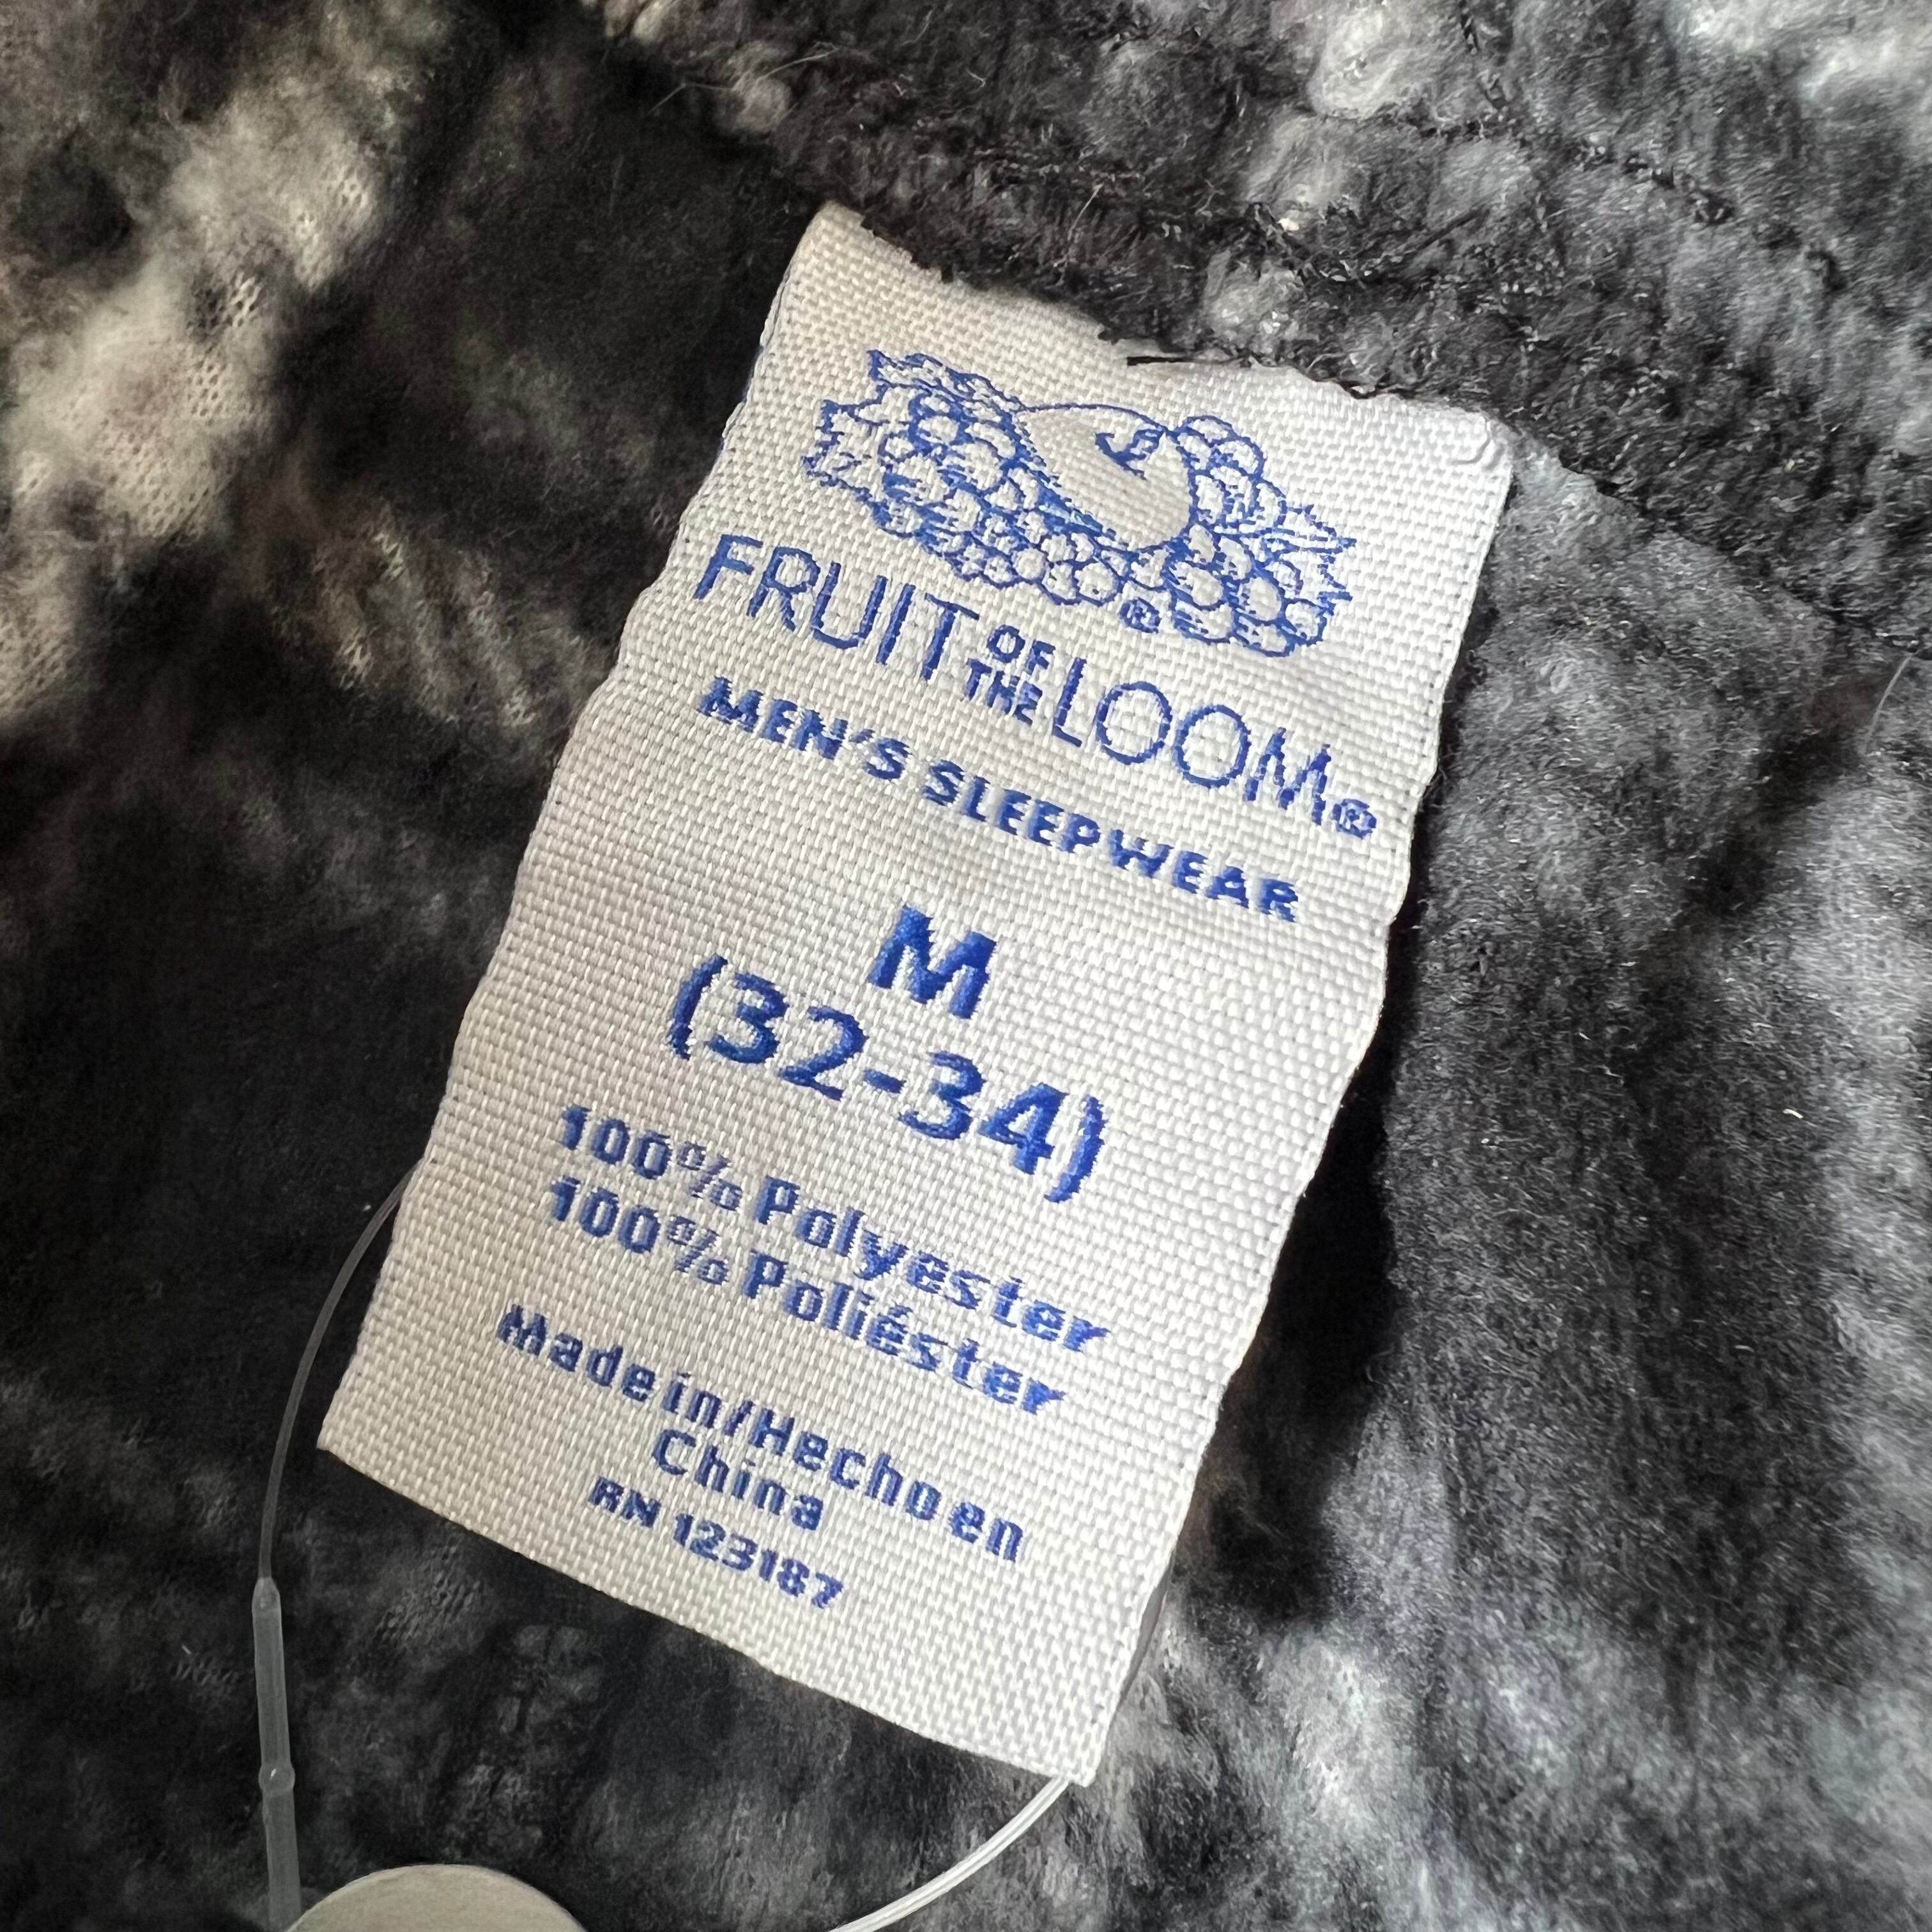 ®
FRUIT OF THE LOOM®
MEN'S SLEEPWEAR
M
(32-34)
100% Polyester
100% Poliéster
Made in/Hecho en
China
RN 123187